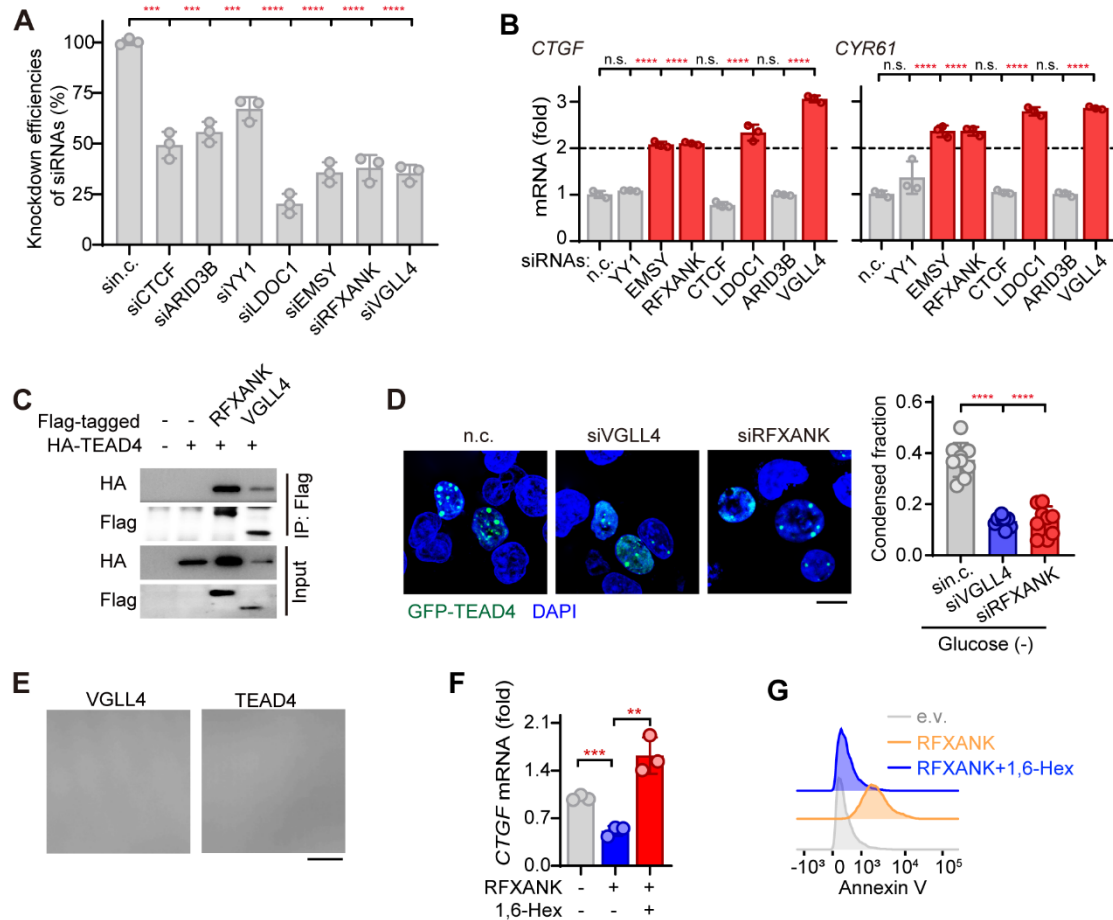 A
*** *** *** **** **** **** ****
Knockdown efficiencies
of siRNAs (%)
100
75
50
25
0
sin.c.
siCTCF
siARID3B
siYY1
siLDOC1
siEMSY
siRFXANK
siVGLL4
B
CTGF
n.s. **** **** n.s. **** n.s. ****
mRNA (fold)
4
3
2
1
0
siRNAs:
n.c.
YY1
EMSY
RFXANK
CTCF
LDOC1
ARID3B
VGLL4
CYR61
n.s. **** **** n.s. **** n.s. ****
n.c.
YY1
EMSY
RFXANK
CTCF
LDOC1
ARID3B
VGLL4
C
RFXANK
VGLL4
Flag-tagged - -
HA-TEAD4 - + + +
HA
Flag
IP: Flag
HA
Flag
Input
D
n.c.
siVGLL4
siRFXANK
GFP-TEAD4 DAPI
**** ****
Condensed fraction
0.6
0.4
0.2
0.0
sin.c.
siVGLL4
siRFXANK
Glucose (-)
E
VGLL4
TEAD4
F
CTGF mRNA (fold)
2.1
1.4
0.7
0.0
*** **
RFXANK - + +
1,6-Hex - - +
G
e.v.
RFXANK
RFXANK+1,6-Hex
-10³ 0 10³ 10⁴ 10⁵
Annexin V